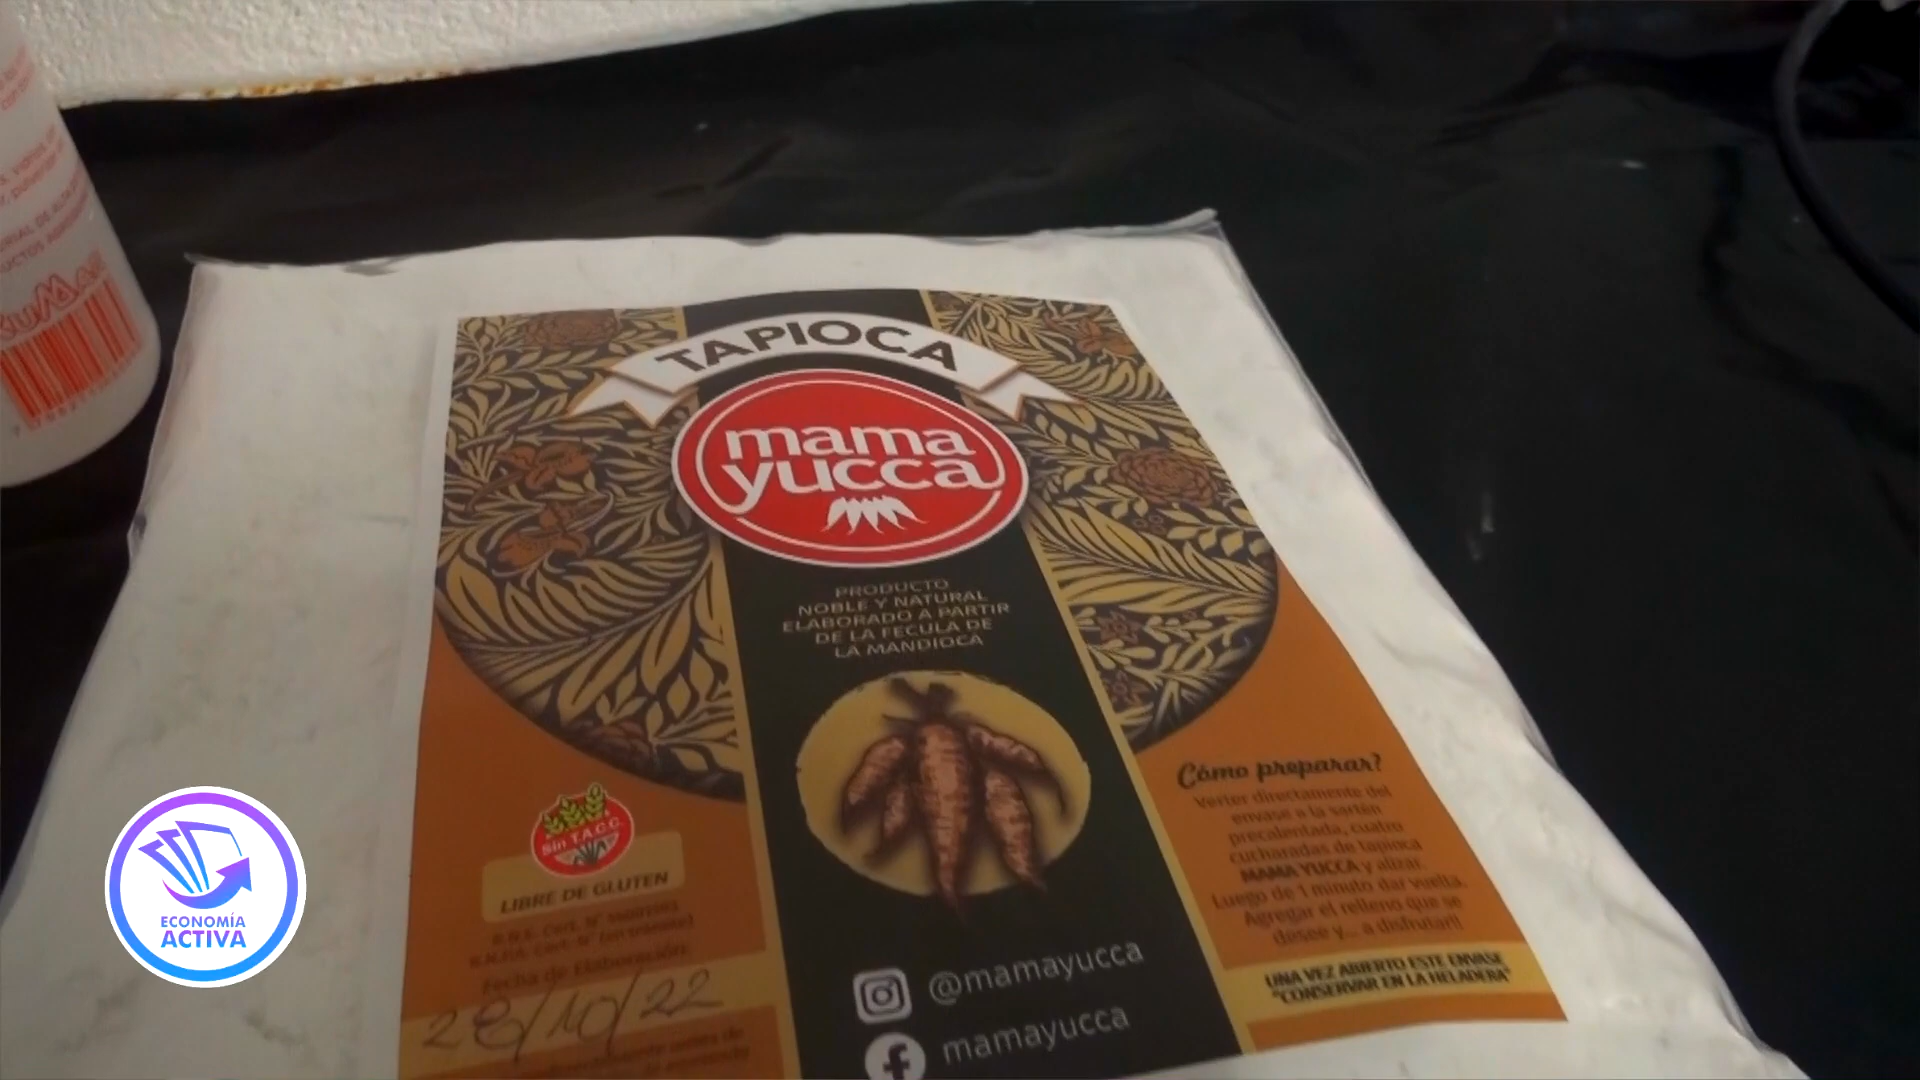 TAPIOCA
mama
yucca
PRODUCTO
NOBLE Y NATURAL
ELABORADO A PARTIR
DE LA FECULA DE
LA MANDIOCA
Sin T.A.C.C.
LIBRE DE GLUTEN
Fecha de Elaboración:
28/10/22
Cómo preparar?
Verter directamente del
envase a la sartén
precalentada, cuatro
cucharadas de tapioca
MAMA YUCCA y alizar.
Luego de 1 minuto dar vuelta.
Agregar el relleno que se
desee y... a disfrutar!!
UNA VEZ ABIERTO ESTE ENVASE
"CONSERVAR EN LA HELADERA"
@mamayucca
mamayucca
ECONOMÍA
ACTIVA